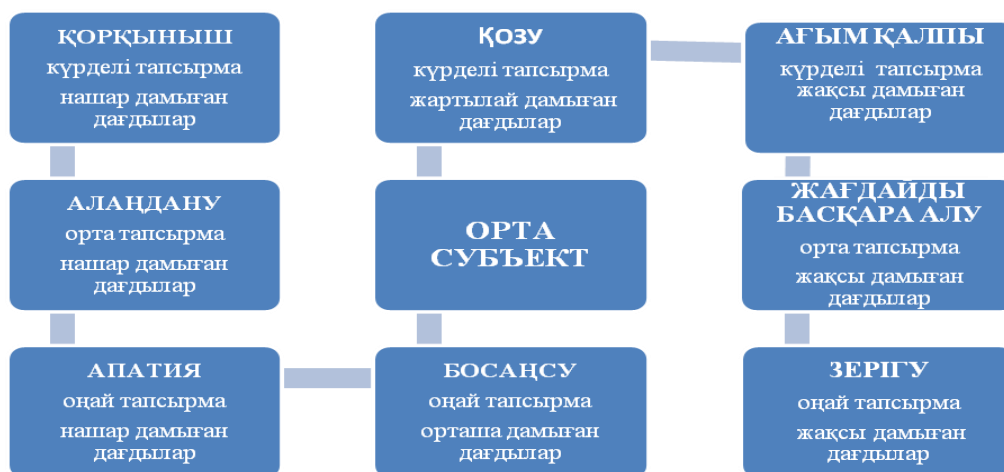 ҚОРҚЫНЫШ
күрделі тапсырма
нашар дамыған
дағдылар
АЛАҢДАНУ
орта тапсырма
нашар дамыған
дағдылар
АПАТИЯ
оңай тапсырма
нашар дамыған
дағдылар
ҚОЗУ
күрделі тапсырма
жартылай дамыған
дағдылар
ОРТА
СУБЪЕКТ
БОСАҢСУ
оңай тапсырма
орташа дамыған
дағдылар
АҒЫМ ҚАЛПЫ
күрделі тапсырма
жақсы дамыған
дағдылар
ЖАҒДАЙДЫ
БАСҚАРА АЛУ
орта тапсырма
жақсы дамыған
дағдылар
ЗЕРІГУ
оңай тапсырма
жақсы дамыған
дағдылар